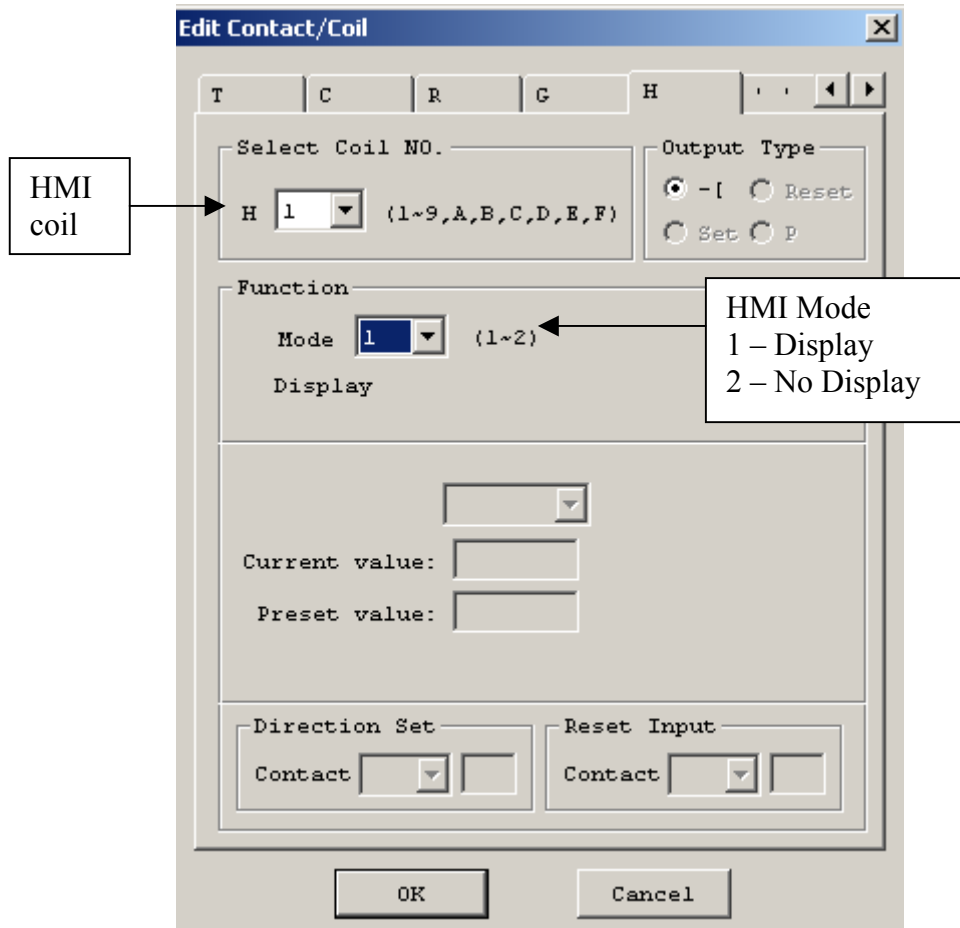 Edit Contact/Coil
T C R G H
Select Coil NO.
H 1 (1~9,A,B,C,D,E,F)
Output Type
-[ Reset
Set P
HMI
coil
Function
Mode 1 (1~2)
Display
HMI Mode
1 – Display
2 – No Display
Current value:
Preset value:
Direction Set
Contact
Reset Input
Contact
OK Cancel